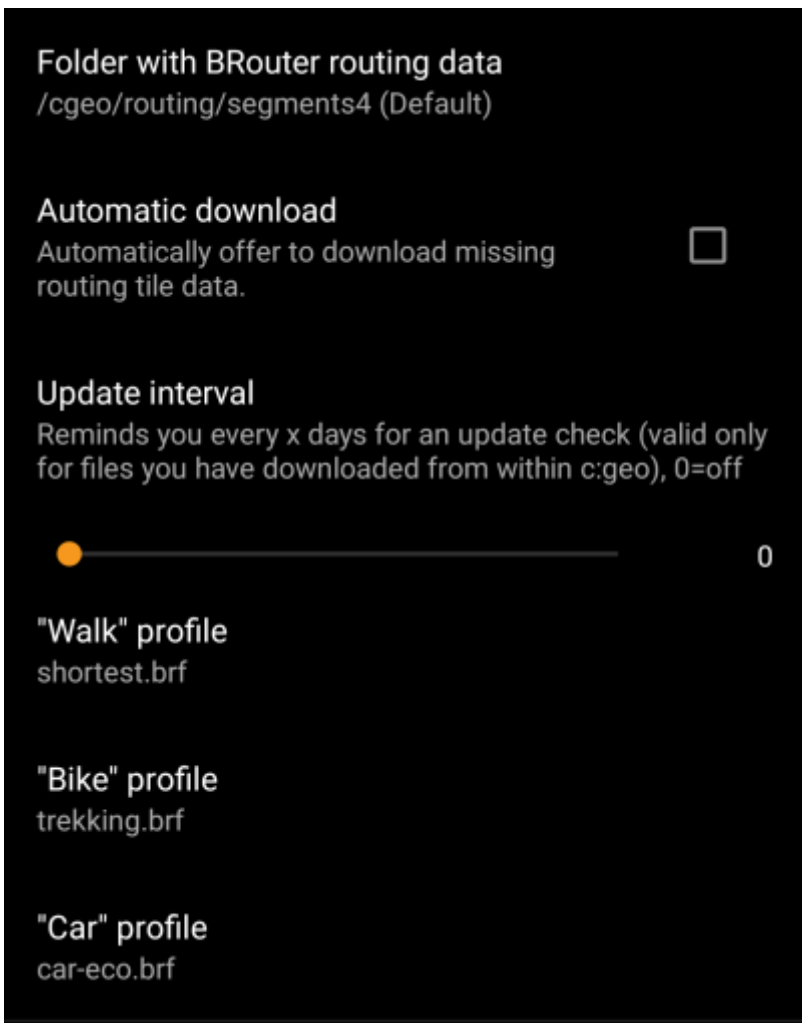 Folder with BRouter routing data
/cgeo/routing/segments4 (Default)
Automatic download
Automatically offer to download missing
routing tile data.
Update interval
Reminds you every x days for an update check (valid only
for files you have downloaded from within c:geo), 0=off
0
"Walk" profile
shortest.brf
"Bike" profile
trekking.brf
"Car" profile
car-eco.brf